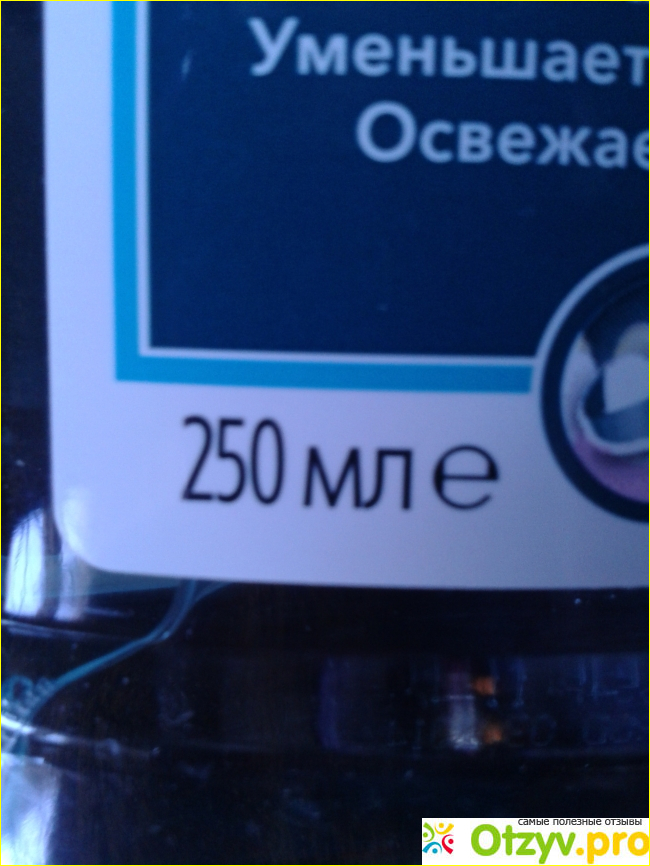 Уменьшает
Освежае
250 мл ℮
самые полезные отзывы
Otzyv.pro